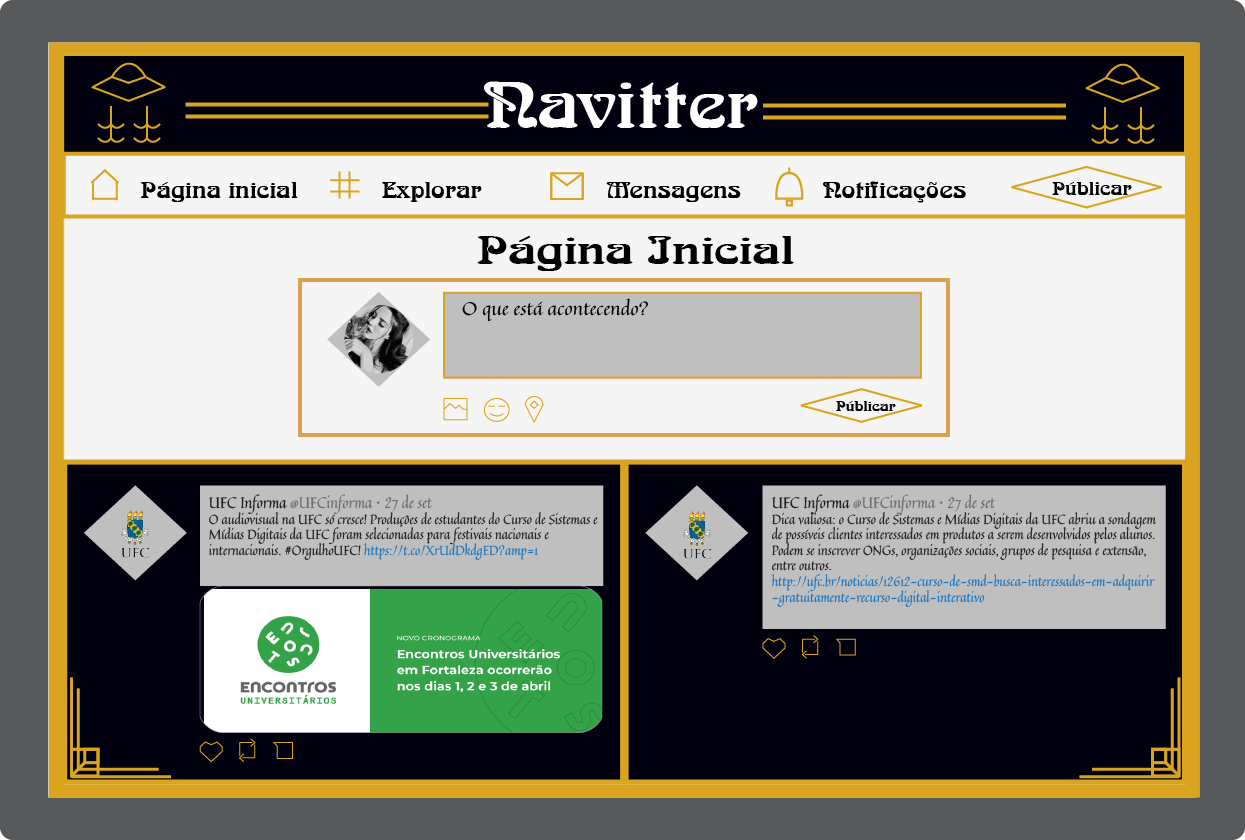 Navitter
Página inicial
Explorar
Mensagens
Notificações
Públicar
Página Inicial
O que está acontecendo?
Públicar
UFC
UFC Informa @UFCinforma • 27 de set
O audiovisual na UFC só cresce! Produções de estudantes do Curso de Sistemas e
Mídias Digitais da UFC foram selecionadas para festivais nacionais e
internacionais. #OrgulhoUFC! https://t.co/XrUdDkdgED?amp=1
ENCONTROS
UNIVERSITÁRIOS
NOVO CRONOGRAMA
Encontros Universitários
em Fortaleza ocorrerão
nos dias 1, 2 e 3 de abril
UFC
UFC Informa @UFCinforma • 27 de set
Dica valiosa: o Curso de Sistemas e Mídias Digitais da UFC abriu a sondagem
de possíveis clientes interessados em produtos a serem desenvolvidos pelos alunos.
Podem se inscrever ONGs, organizações sociais, grupos de pesquisa e extensão,
entre outros.
http://ufc.br/noticias/12612-curso-de-smd-busca-interessados-em-adquirir
-gratuitamente-recurso-digital-interativo